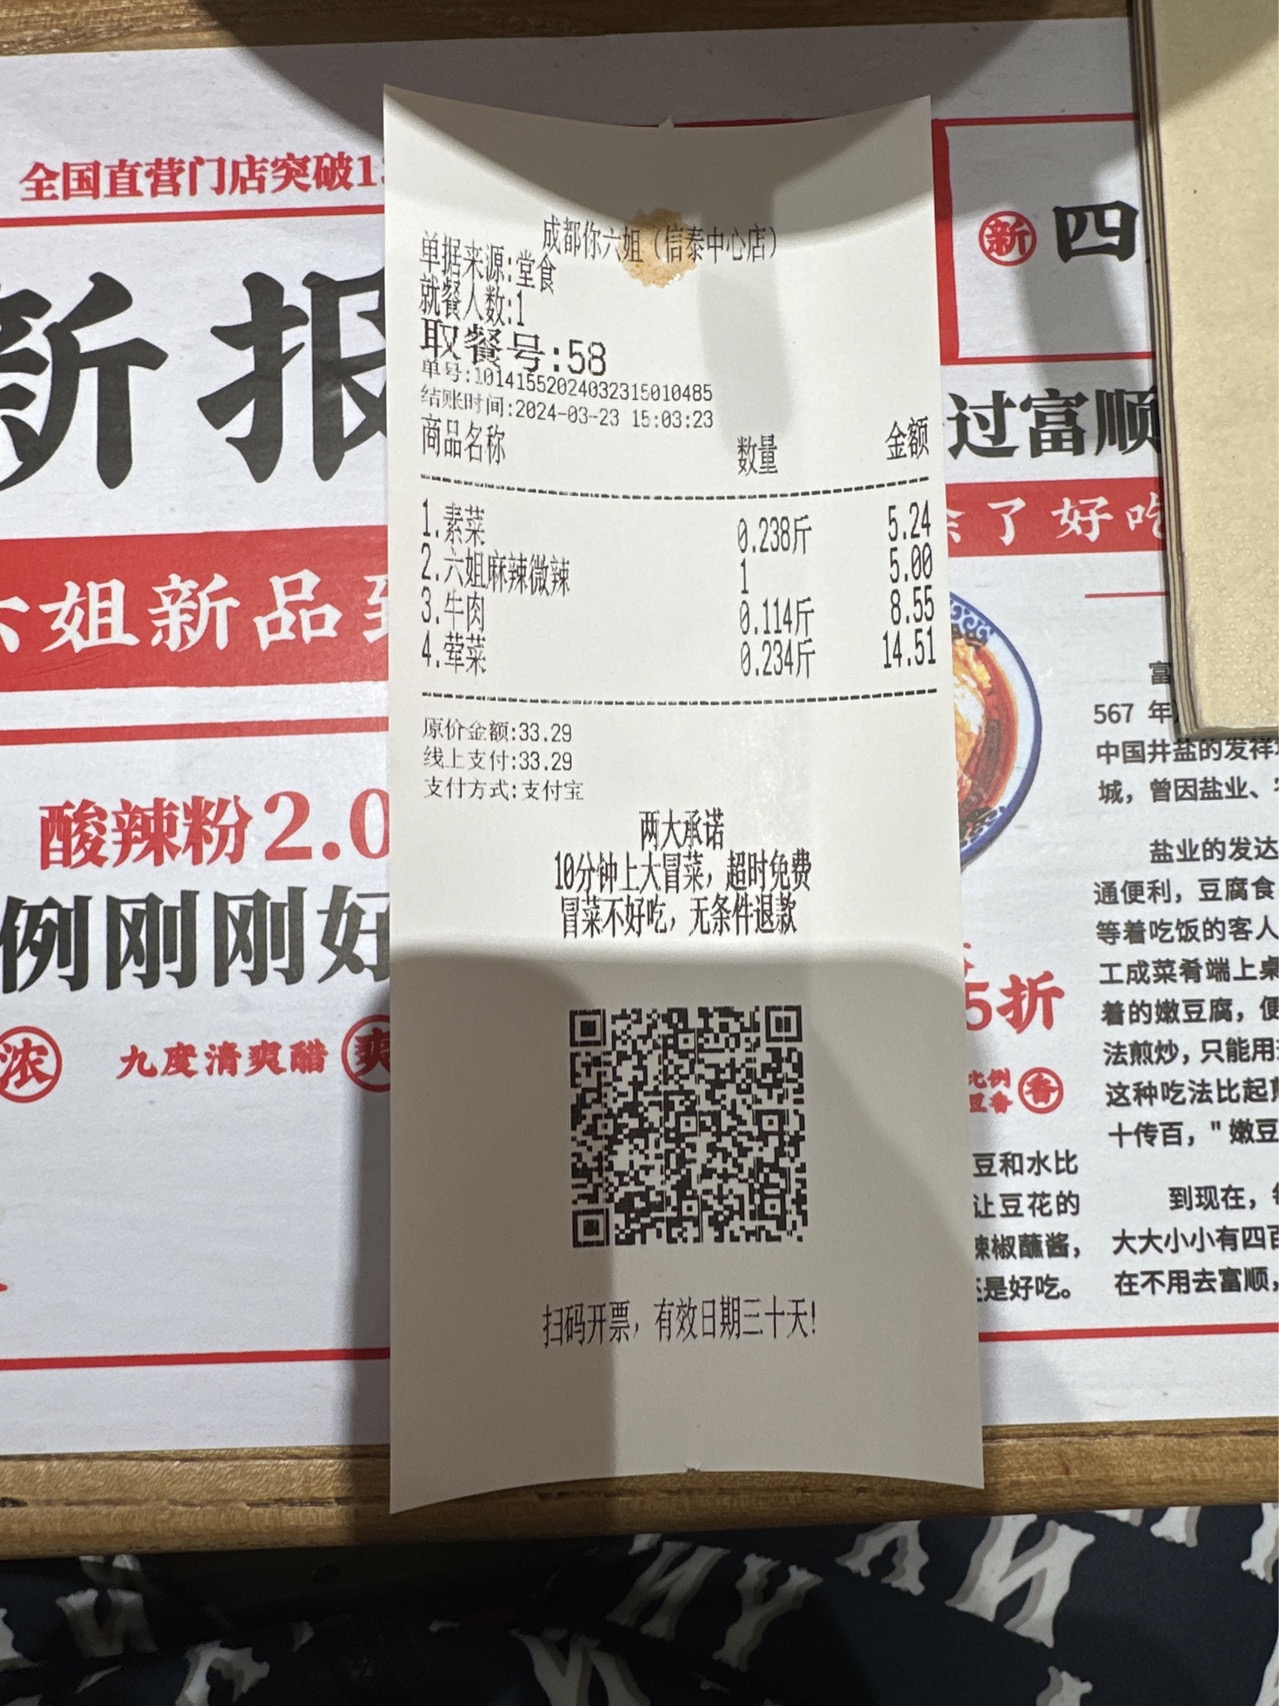 全国直营门店突破1
新报
六姐新品
酸辣粉2.0
例刚刚好
浓
九度清爽醋
爽
成都你六姐（信泰中心店）
单据来源:堂食
就餐人数:1
取餐号:58
单号:10141552024032315010485
结账时间:2024-03-23 15:03:23
商品名称 数量 金额
1.素菜 0.238斤 5.24
2.六姐麻辣微辣 1 5.00
3.牛肉 0.114斤 8.55
4.荤菜 0.234斤 14.51
原价金额:33.29
线上支付:33.29
支付方式:支付宝
两大承诺
10分钟上大冒菜，超时免费
冒菜不好吃，无条件退款
扫码开票，有效日期三十天!
新 四
过富顺
了好吃
5折
比例
香
豆和水比
让豆花的
辣椒蘸酱，
还是好吃。
富
567 年
中国井盐的发祥
城，曾因盐业、
盐业的发达
通便利，豆腐食
等着吃饭的客人
工成菜肴端上桌
着的嫩豆腐，便
法煎炒，只能用
这种吃法比起
十传百，"嫩豆
到现在，
大大小小有四百
在不用去富顺，